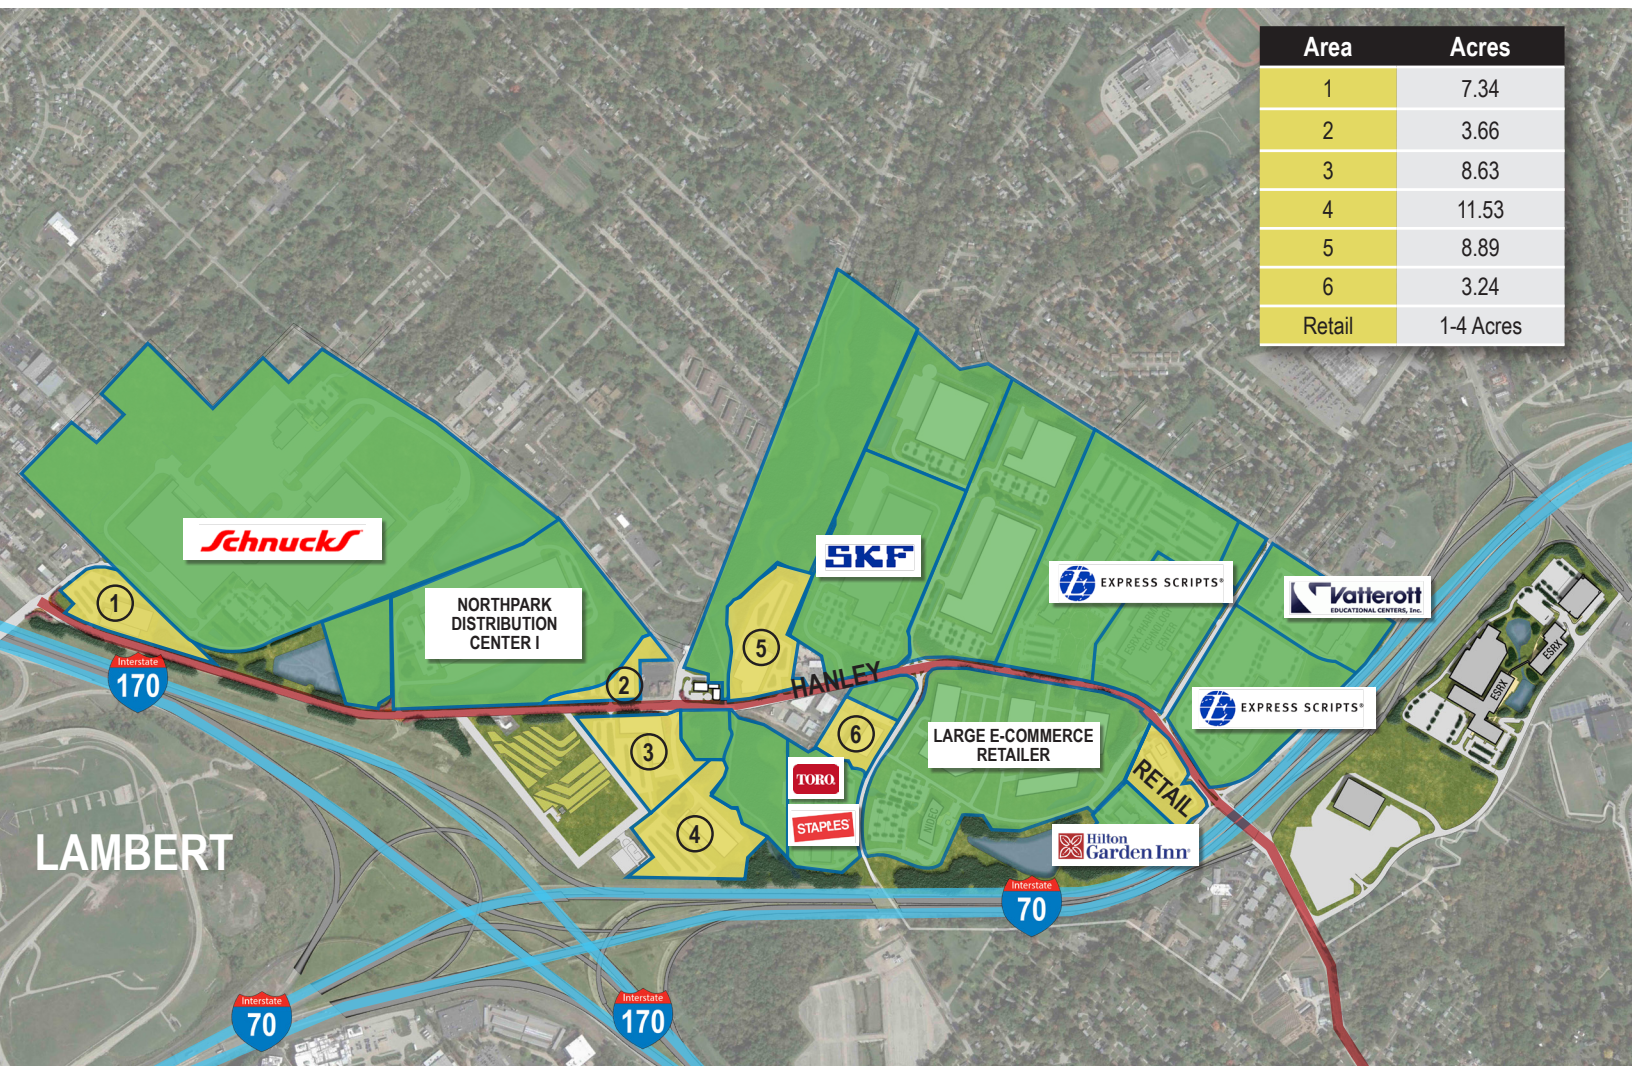 Area Acres
1 7.34
2 3.66
3 8.63
4 11.53
5 8.89
6 3.24
Retail 1-4 Acres
Schnucks
SKF
EXPRESS SCRIPTS®
Vatterott
EDUCATIONAL CENTERS, Inc.
NORTHPARK
DISTRIBUTION
CENTER I
1
2
5
HANLEY
Interstate
170
EXPRESS SCRIPTS®
ESRX
ESRX
3
6
LARGE E-COMMERCE
RETAILER
RETAIL
TORO
STAPLES
NIDEC
4
Hilton
Garden Inn
LAMBERT
Interstate
70
Interstate
70
Interstate
170